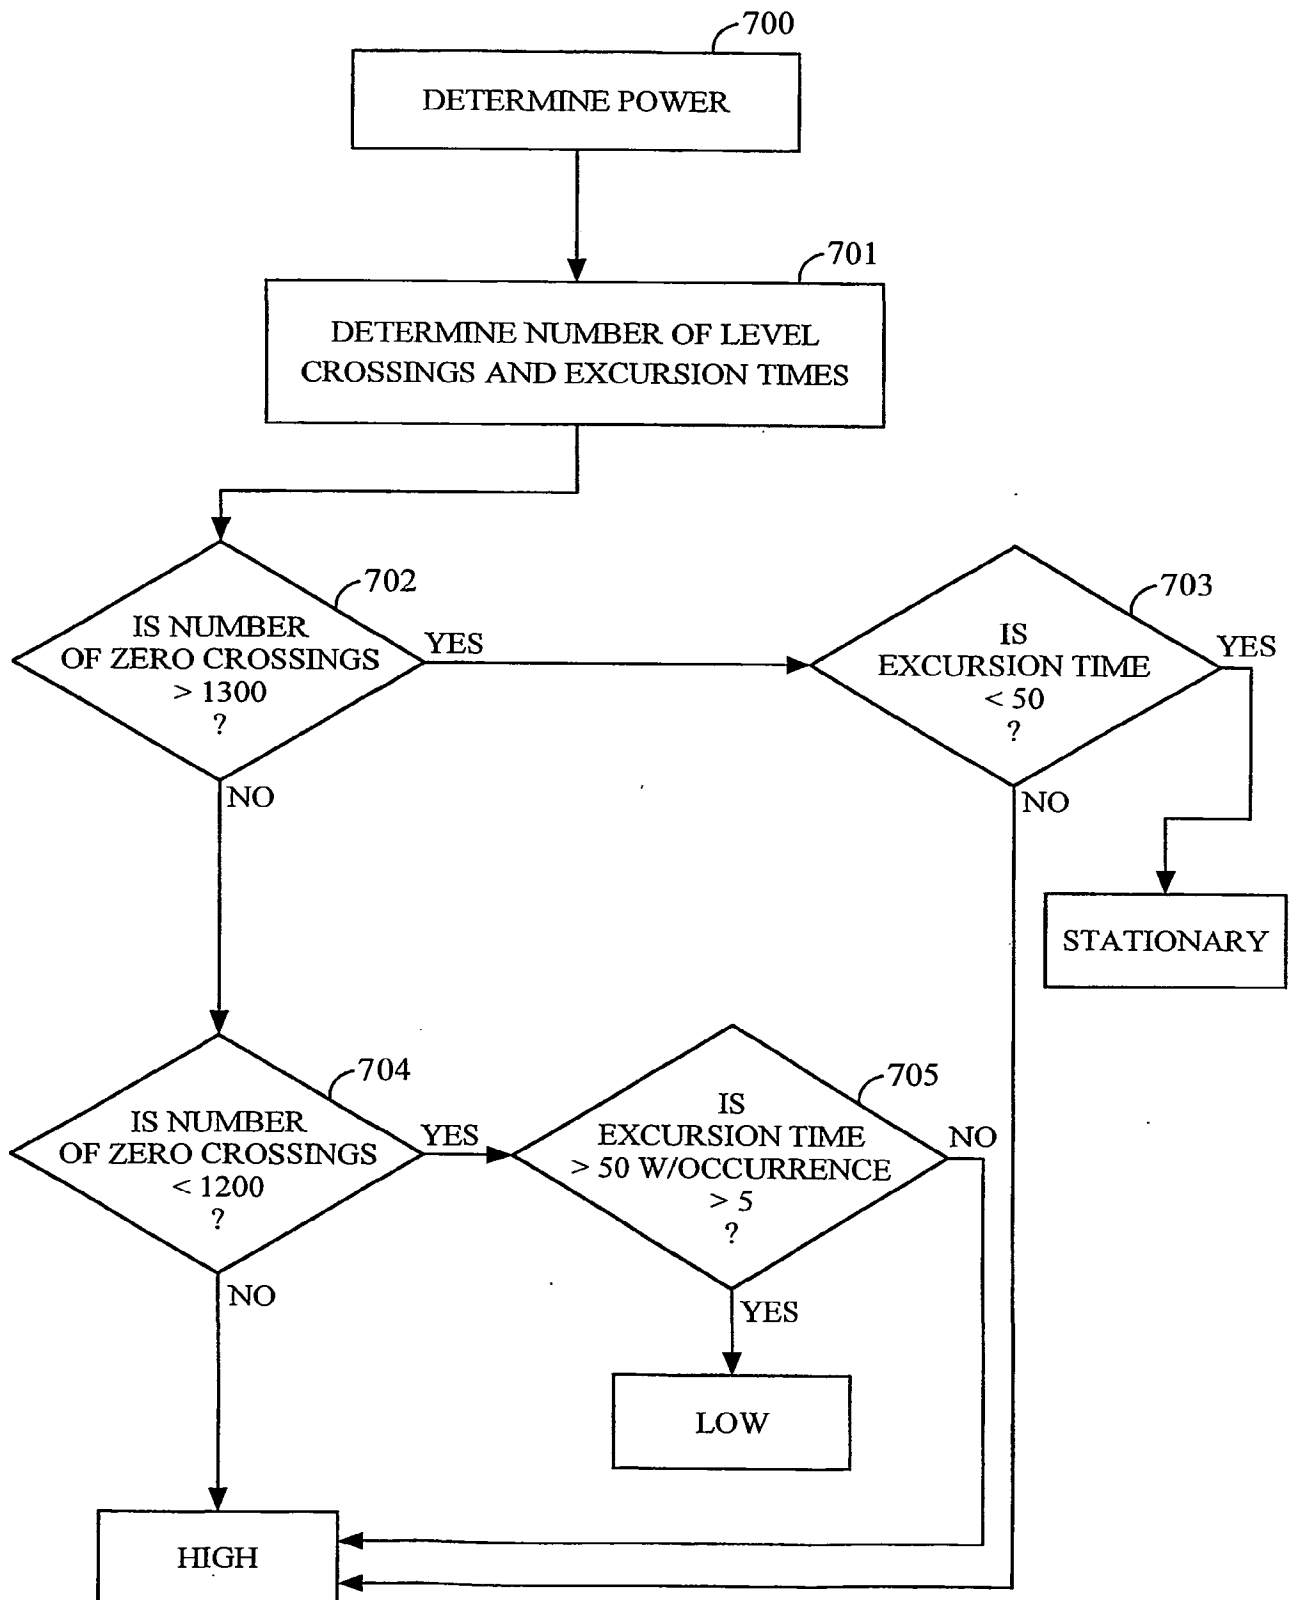 700
DETERMINE POWER
701
DETERMINE NUMBER OF LEVEL
CROSSINGS AND EXCURSION TIMES
702
IS NUMBER
OF ZERO CROSSINGS
> 1300
?
YES
NO
703
IS
EXCURSION TIME
< 50
?
YES
NO
STATIONARY
704
IS NUMBER
OF ZERO CROSSINGS
< 1200
?
YES
NO
705
IS
EXCURSION TIME
> 50 W/OCCURRENCE
> 5
?
NO
YES
LOW
HIGH